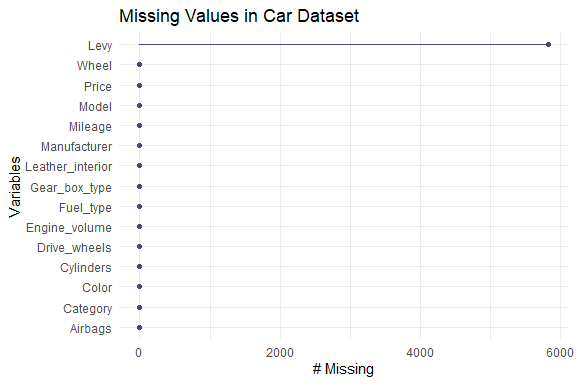 Missing Values in Car Dataset
Levy
Wheel
Price
Model
Mileage
Manufacturer
Leather_interior
Gear_box_type
Fuel_type
Engine_volume
Drive_wheels
Cylinders
Color
Category
Airbags
Variables
0 2000 4000 6000
# Missing